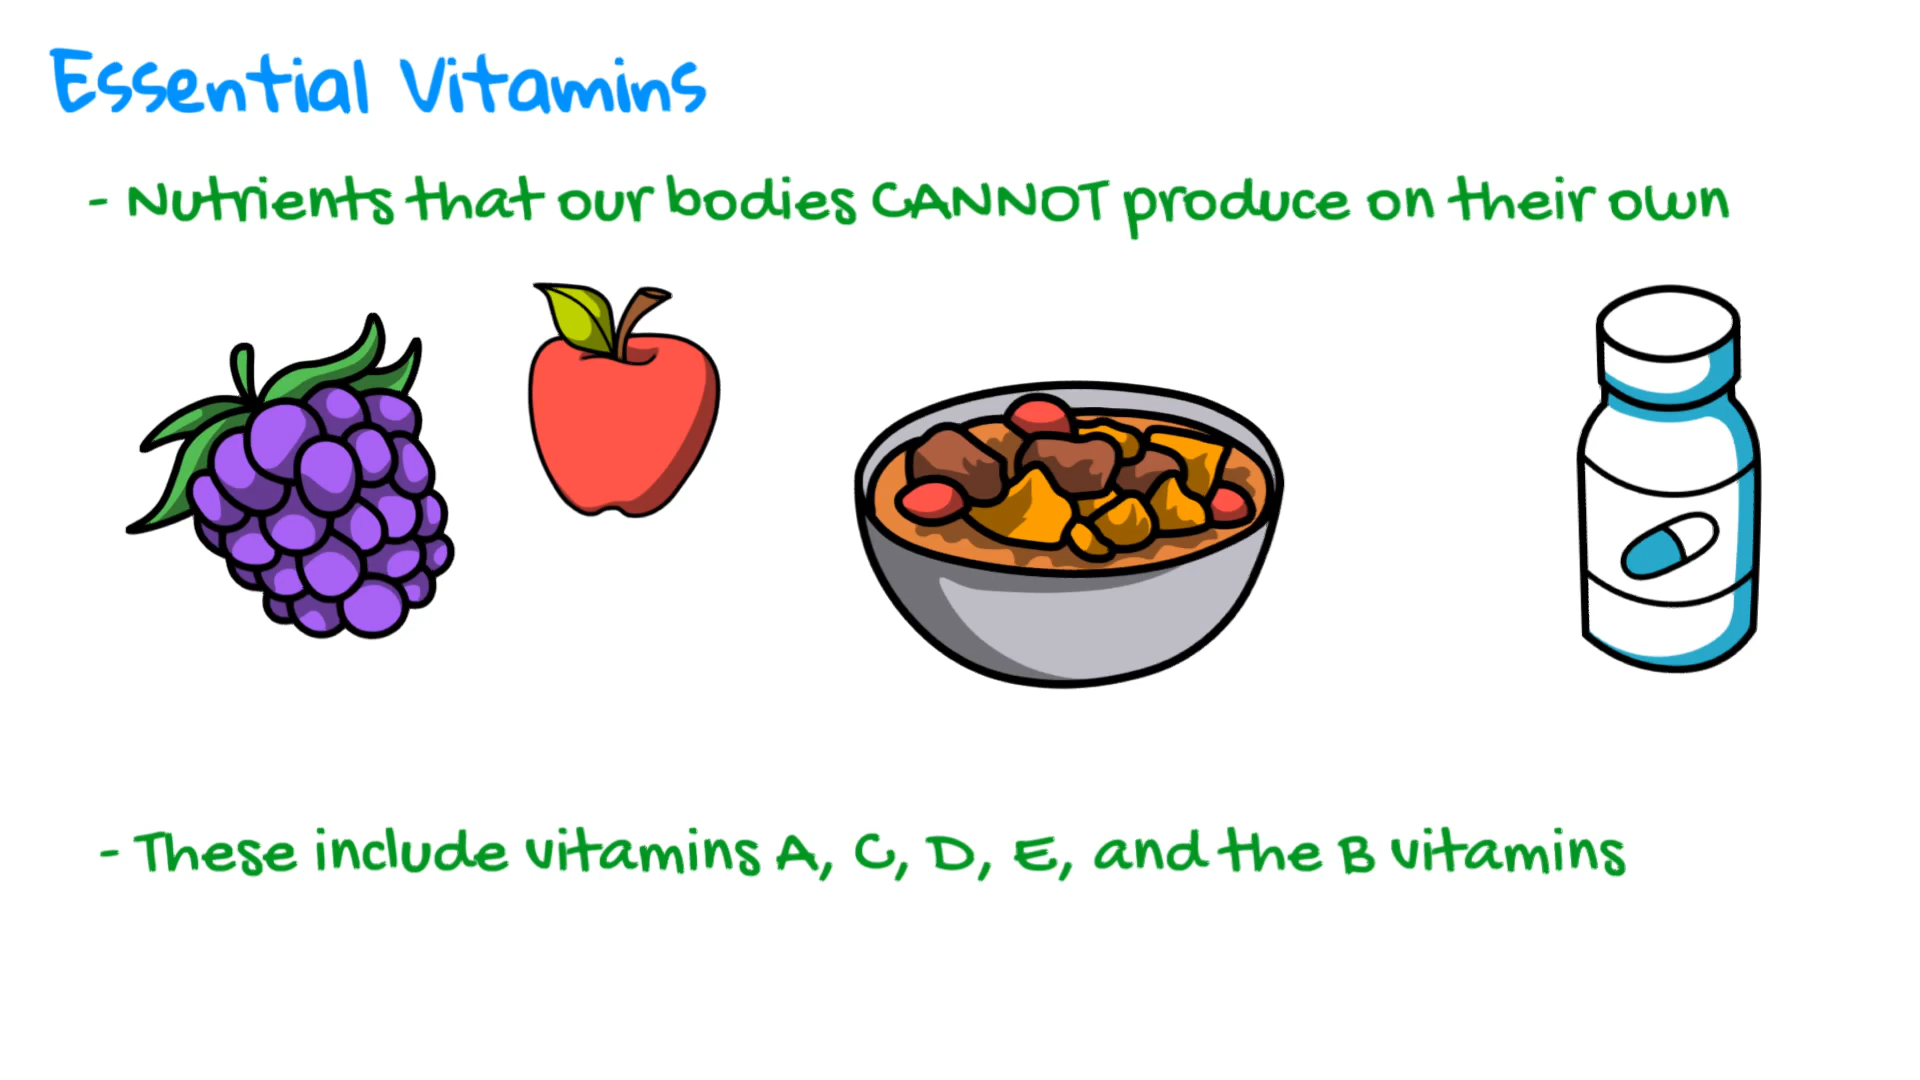 Essential Vitamins
- Nutrients that our bodies CANNOT produce on their own
- These include vitamins A, C, D, E, and the B vitamins